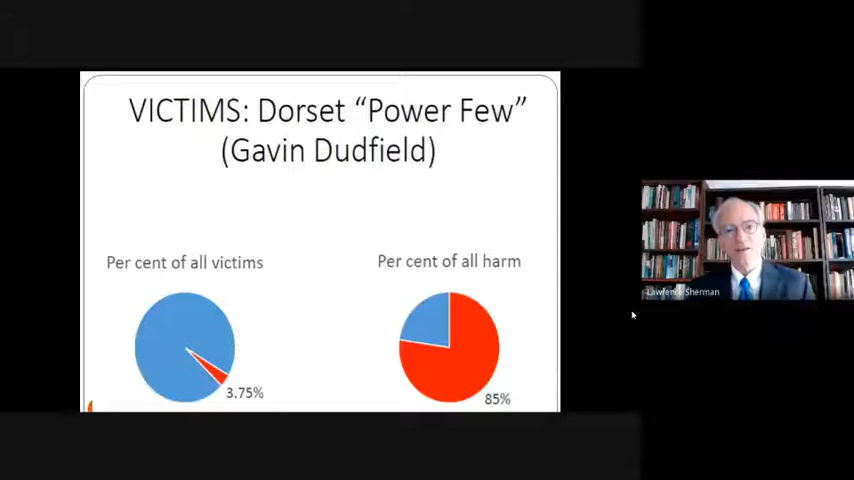 VICTIMS: Dorset “Power Few”
(Gavin Dudfield)
Per cent of all victims
Per cent of all harm
3.75%
85%
Lawrence Sherman